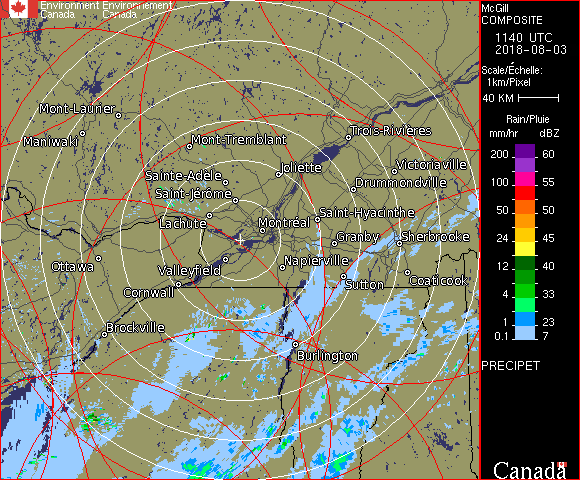 Environment Environnement
Canada Canada
Mont-Laurier
Maniwaki
Mont-Tremblant
Trois-Rivières
Joliette
Victoriaville
Sainte-Adèle
Drummondville
Saint-Jérôme
Lachute
Saint-Hyacinthe
Montréal
Granby
Sherbrooke
Ottawa
Valleyfield
Napierville
Cornwall
Sutton
Coaticook
Brockville
Burlington
McGill
COMPOSITE
1140 UTC
2018-08-03
Scale/Échelle:
1km/Pixel
40 KM
Rain/Pluie
mm/hr dBZ
200 60
100 55
50 50
24 45
12 40
4 33
1 23
0.1 7
PRECIPET
Canada